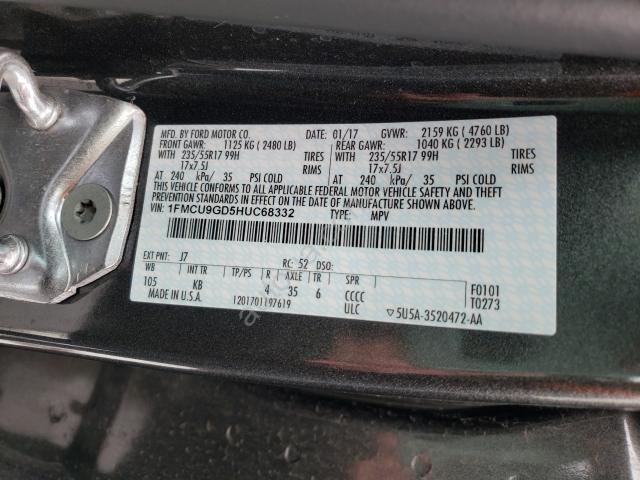 MFD. BY FORD MOTOR CO. DATE: 01/17 GVWR: 2159 KG ( 4760 LB)
FRONT GAWR: 1125 KG ( 2480 LB) REAR GAWR: 1040 KG ( 2293 LB)
WITH 235/55R17 99H TIRES WITH 235/55R17 99H TIRES
17x7.5J RIMS 17x7.5J RIMS
AT 240 kPa/ 35 PSI COLD AT 240 kPa/ 35 PSI COLD
THIS VEHICLE CONFORMS TO ALL APPLICABLE FEDERAL MOTOR VEHICLE SAFETY AND THEFT
PREVENTION STANDARDS IN EFFECT ON THE DATE OF MANUFACTURE SHOWN ABOVE.
VIN: 1FMCU9GD5HUC68332 TYPE: MPV
EXT PNT: J7 RC: 52 DSO: F0101
WB INT TR TP/PS R AXLE TR SPR T0273
105 KB 4 35 6 CCCC
MADE IN U.S.A. 1201701197619 ULC ▽5U5A-3520472-AA